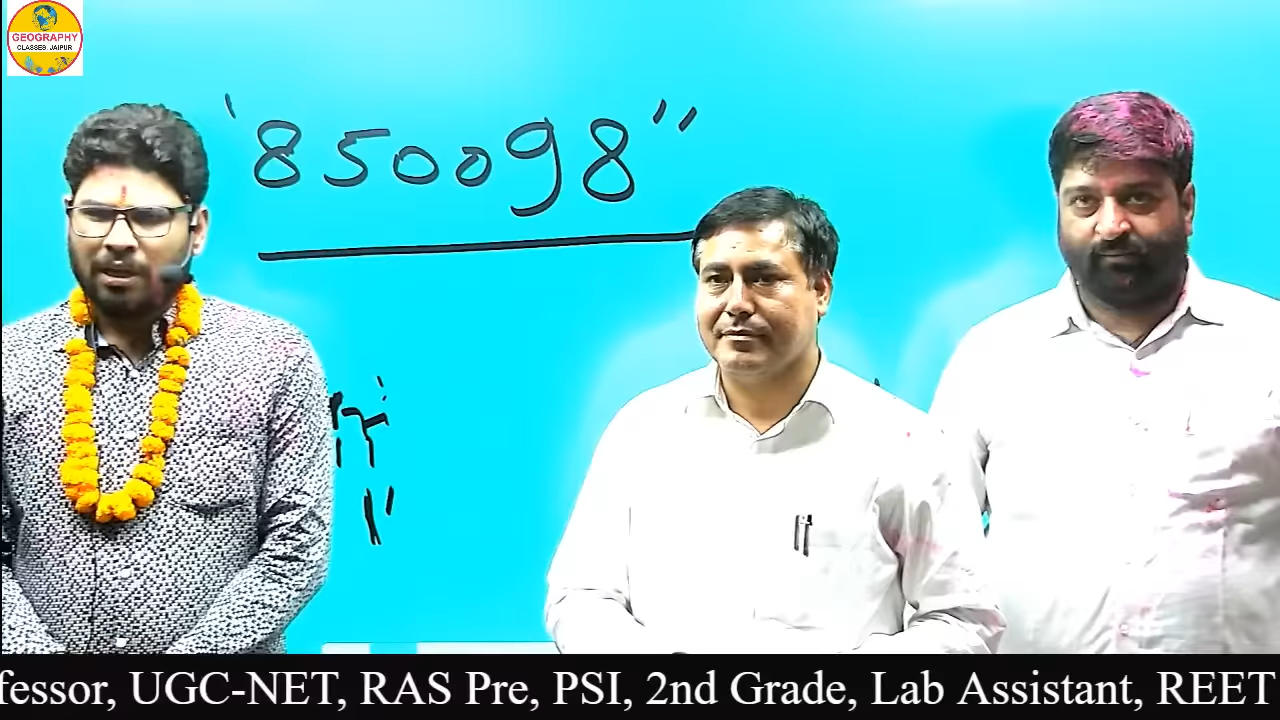 GEOGRAPHY
CLASSES, JAIPUR
'850098"
fessor, UGC-NET, RAS Pre, PSI, 2nd Grade, Lab Assistant, REET